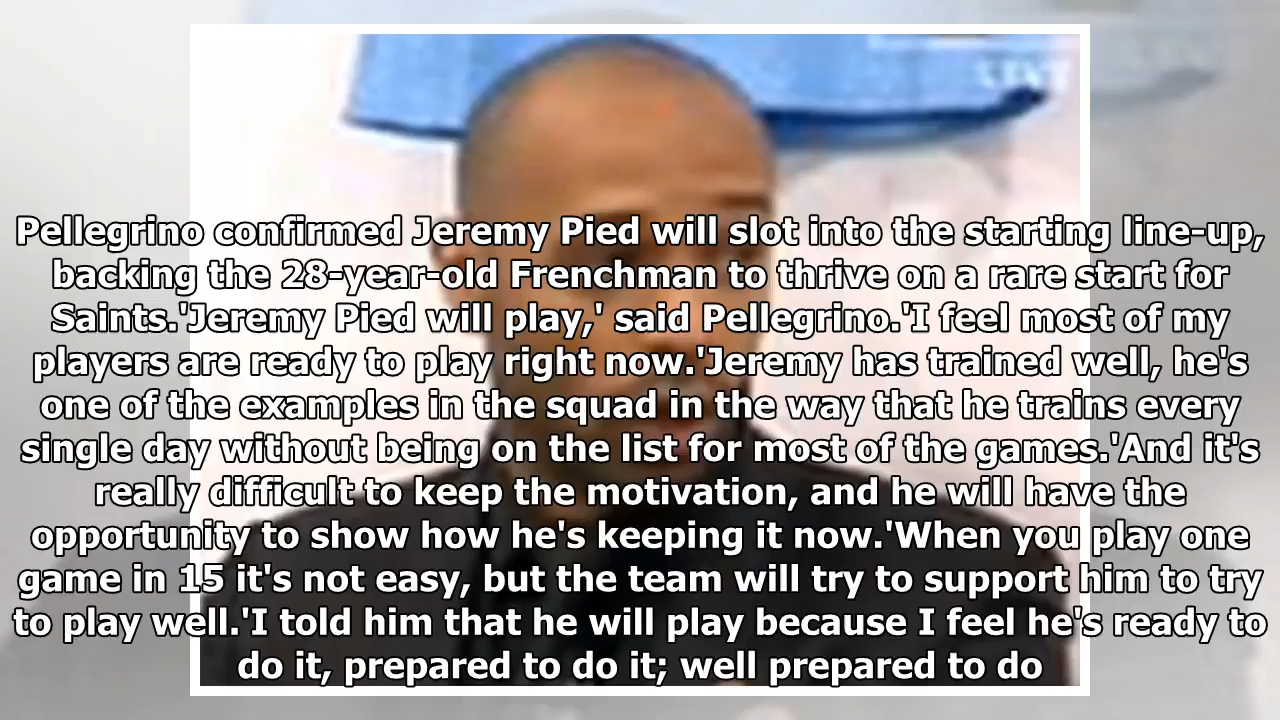 Pellegrino confirmed Jeremy Pied will slot into the starting line-up,
backing the 28-year-old Frenchman to thrive on a rare start for
Saints.'Jeremy Pied will play,' said Pellegrino.'I feel most of my
players are ready to play right now.'Jeremy has trained well, he's
one of the examples in the squad in the way that he trains every
single day without being on the list for most of the games.'And it's
really difficult to keep the motivation, and he will have the
opportunity to show how he's keeping it now.'When you play one
game in 15 it's not easy, but the team will try to support him to try
to play well.'I told him that he will play because I feel he's ready to
do it, prepared to do it; well prepared to do